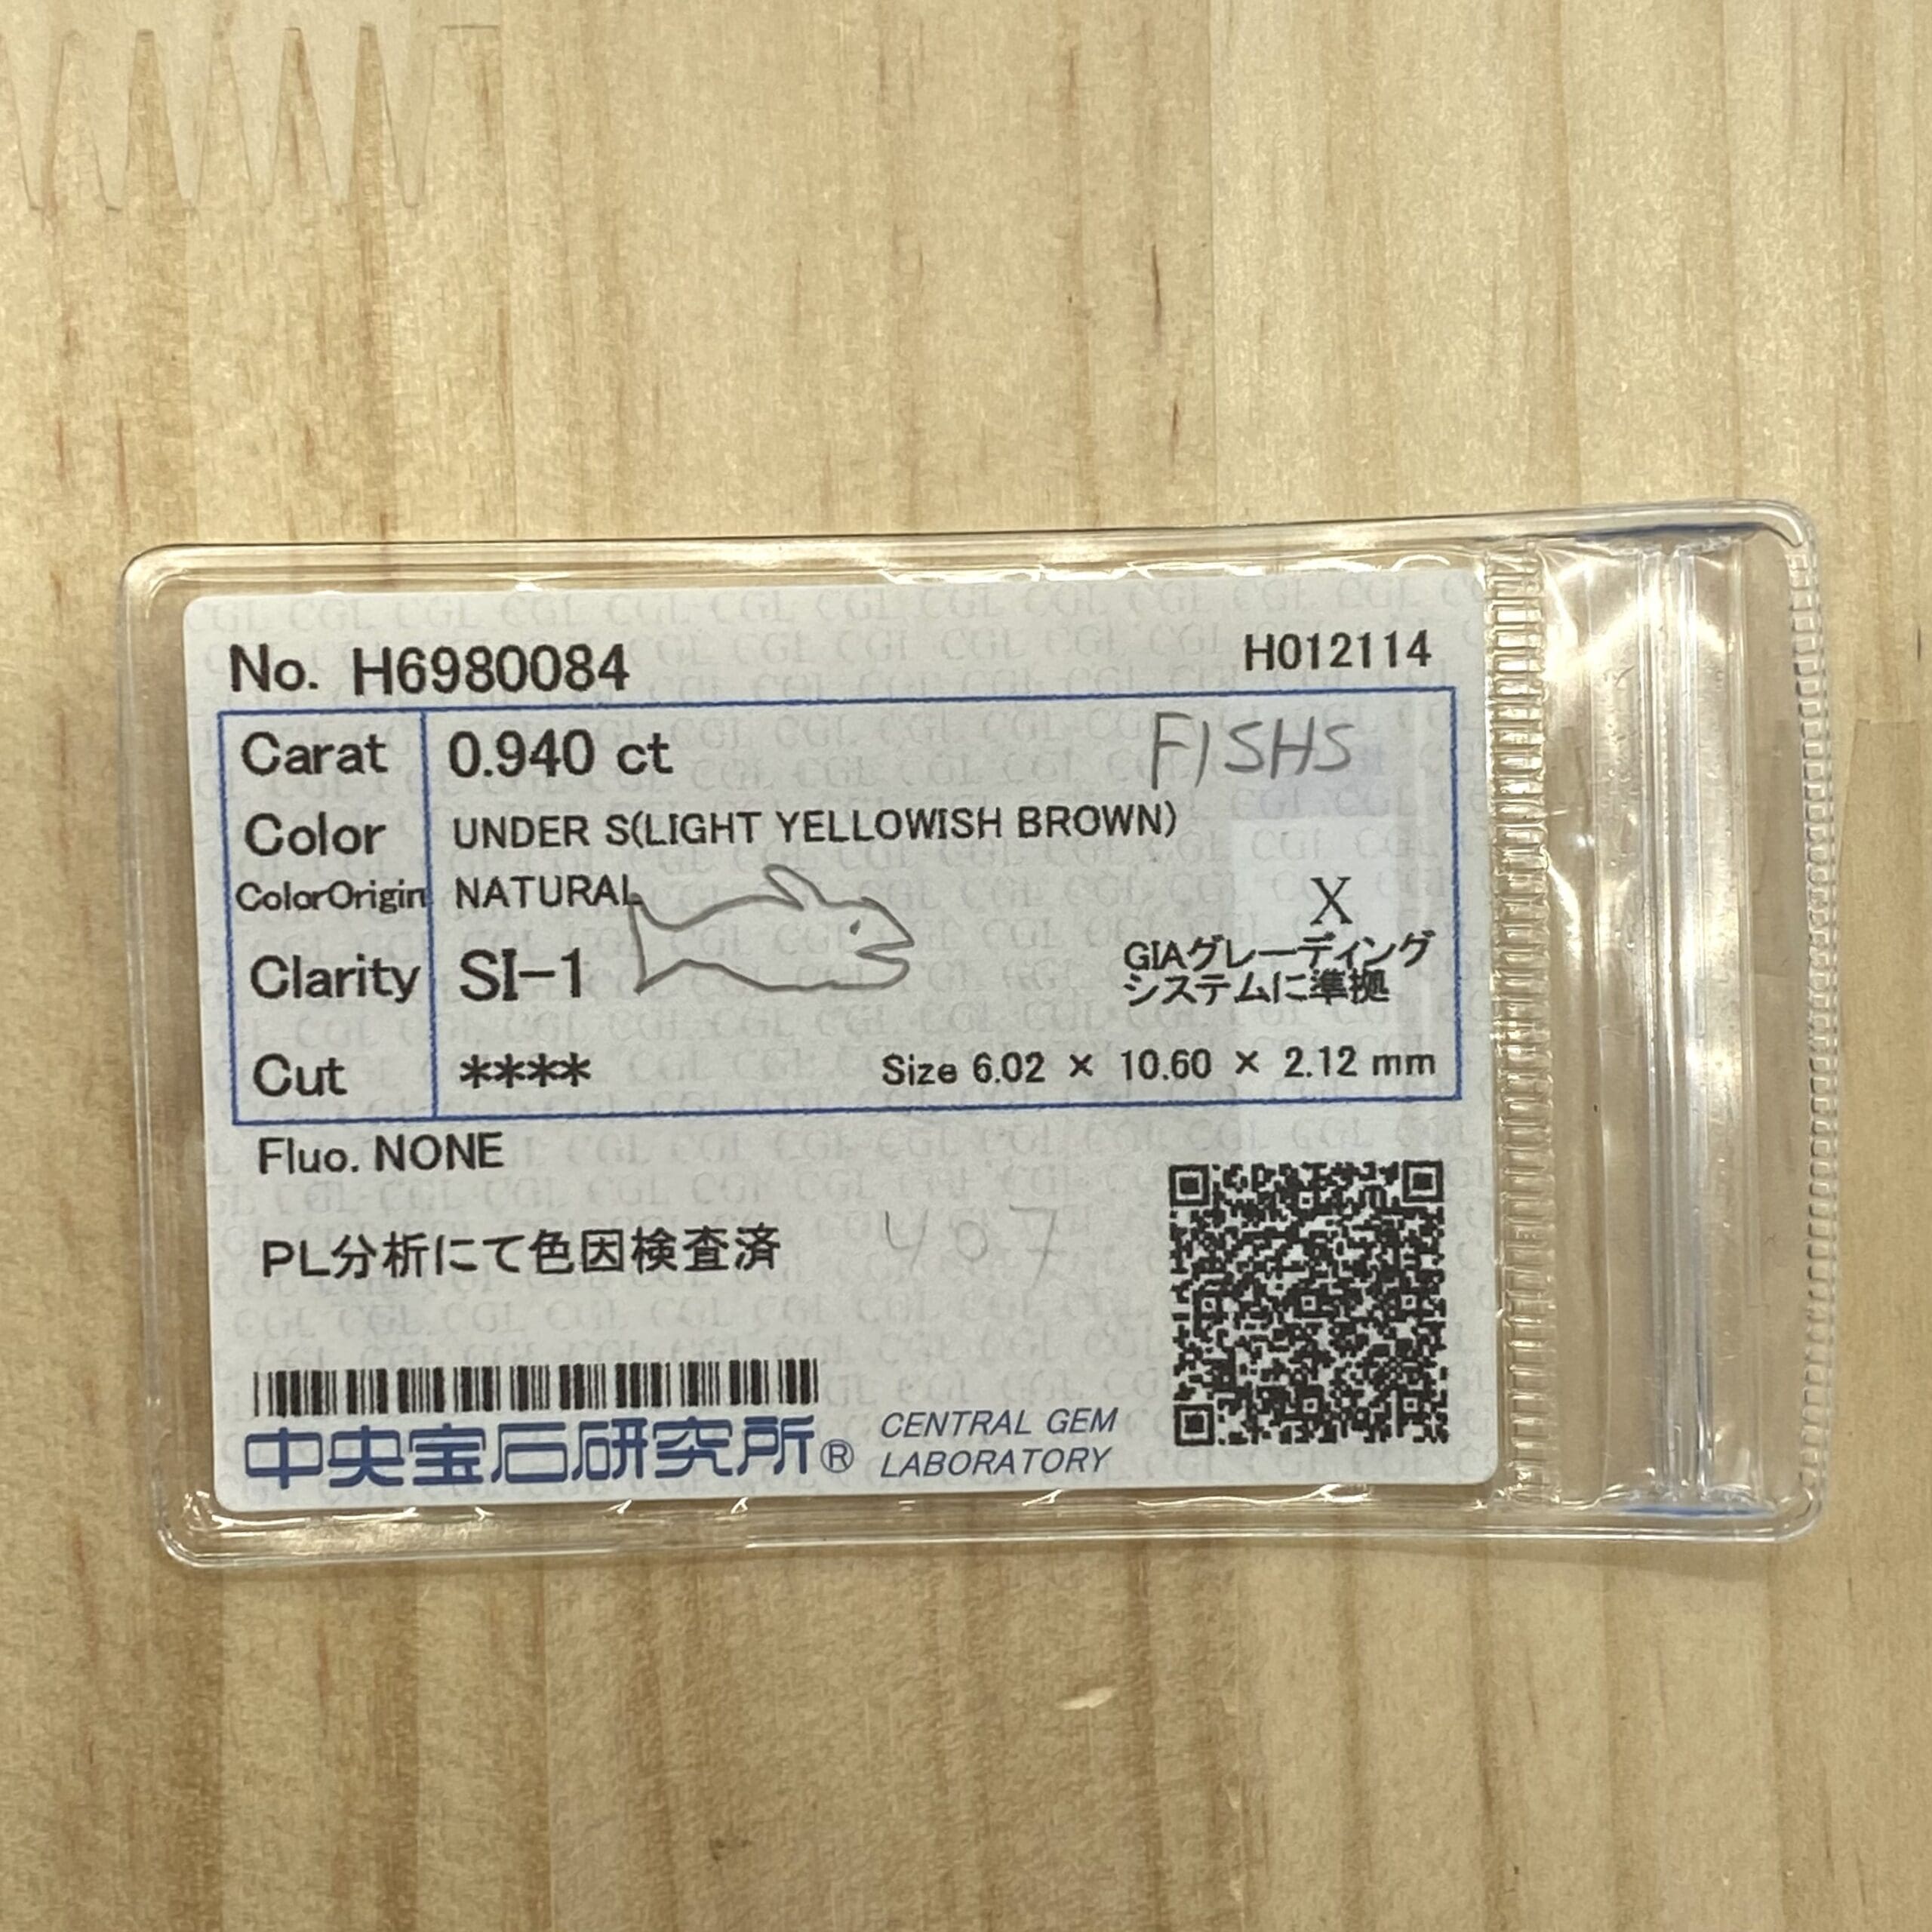 No. H6980084 H012114
Carat 0.940 ct FISHS
Color UNDER S(LIGHT YELLOWISH BROWN)
ColorOrigin NATURAL X
Clarity SI-1 GIAグレーディング
システムに準拠
Cut **** Size 6.02 × 10.60 × 2.12 mm
Fluo. NONE
PL分析にて色因検査済 407
中央宝石研究所® CENTRAL GEM
LABORATORY